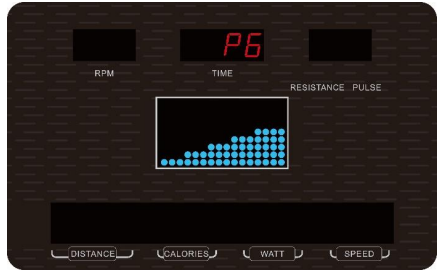 P6
RPM TIME
RESISTANCE PULSE
DISTANCE CALORIES WATT SPEED